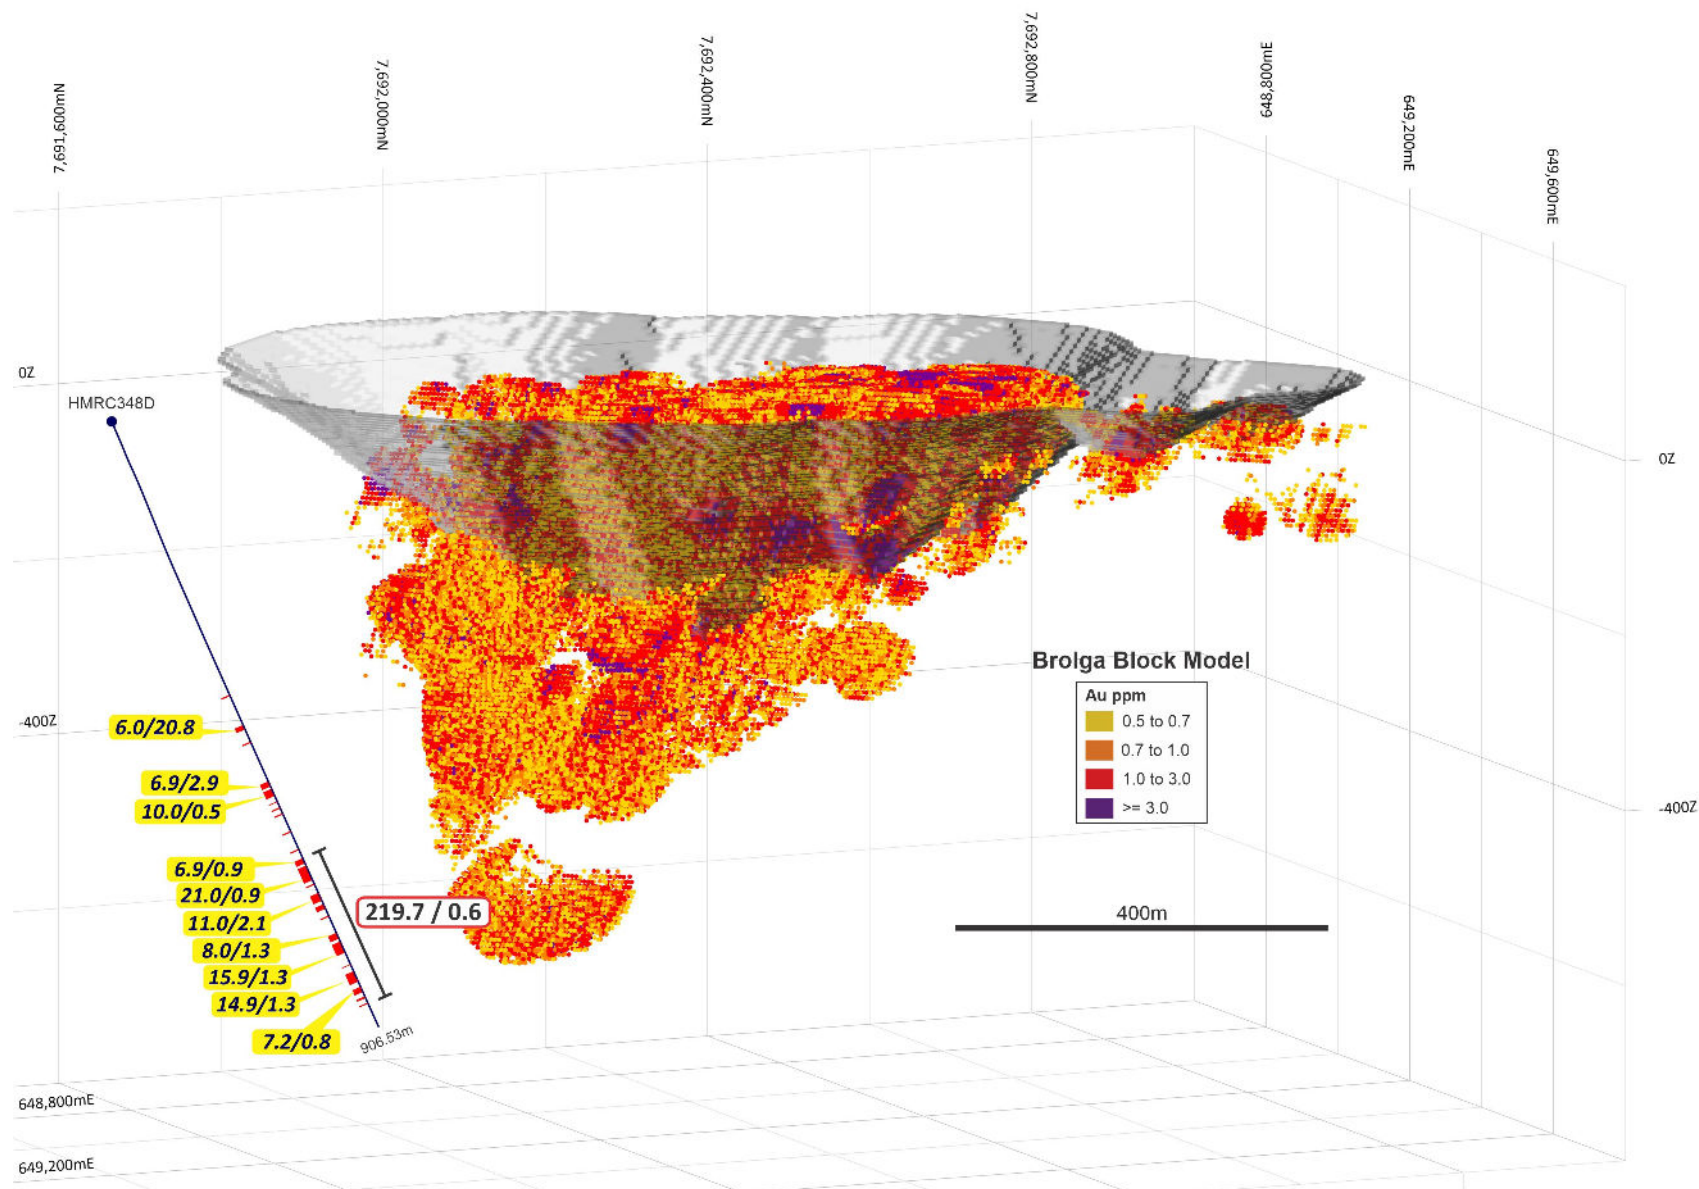 7,691,600mN
7,692,000mN
7,692,400mN
7,692,800mN
648,800mE
649,200mE
649,600mE
0Z
HMRC348D
0Z
-400Z
6.0/20.8
6.9/2.9
10.0/0.5
6.9/0.9
21.0/0.9
11.0/2.1
8.0/1.3
15.9/1.3
14.9/1.3
7.2/0.8
219.7 / 0.6
906.53m
Brolga Block Model
Au ppm
0.5 to 0.7
0.7 to 1.0
1.0 to 3.0
>= 3.0
-400Z
400m
648,800mE
649,200mE